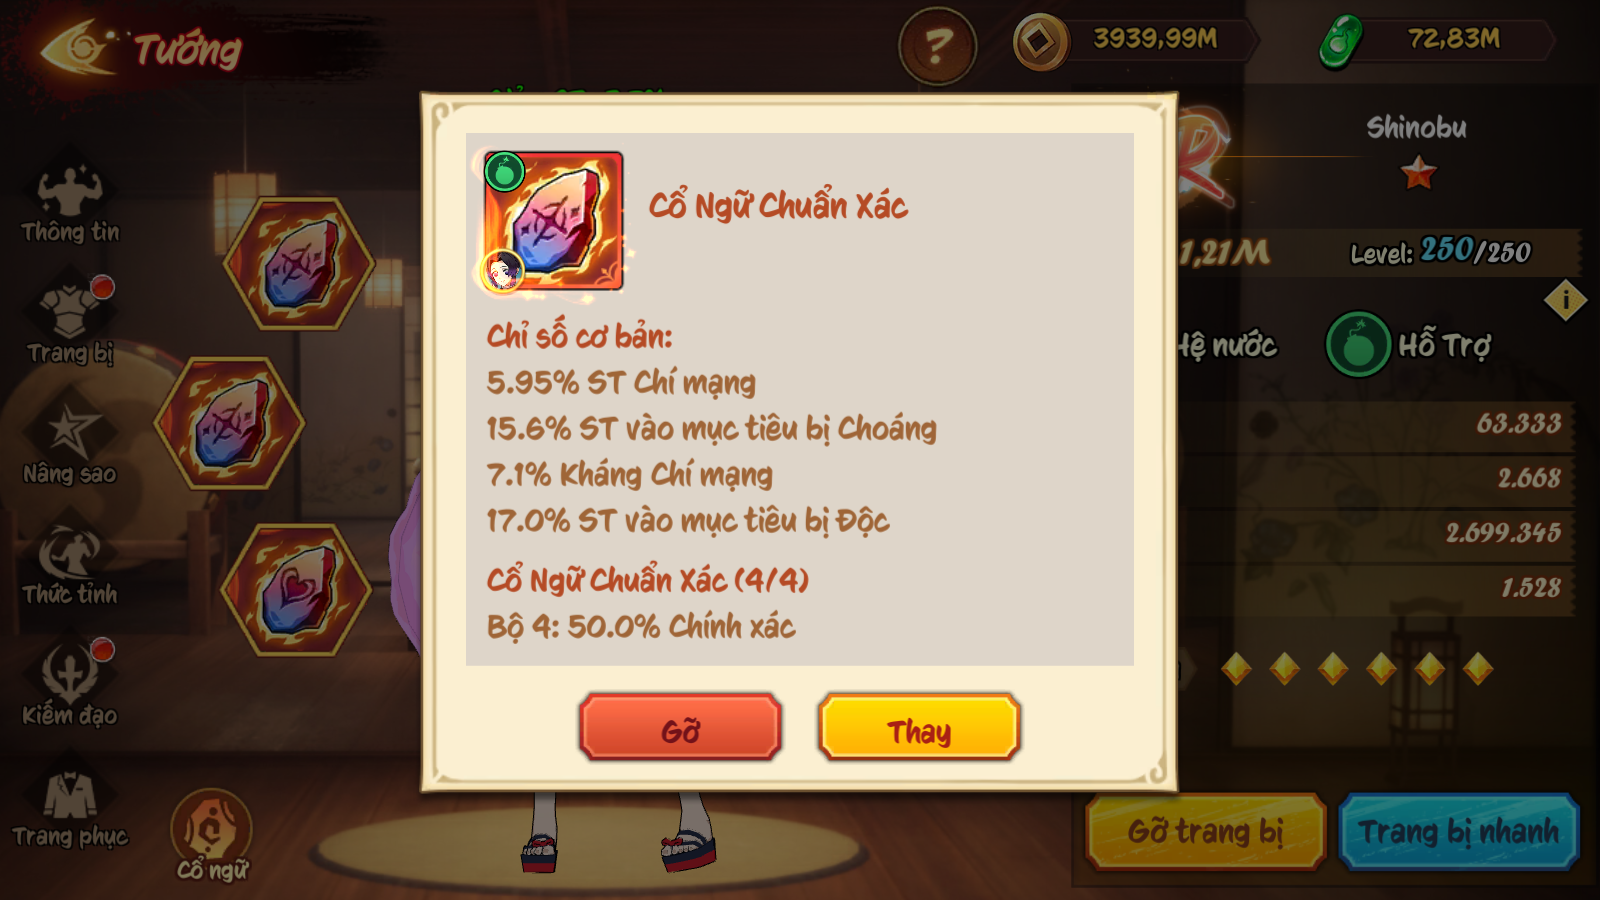 Tướng
?
3939,99M
72,83M
Thông tin
Trang bị
Nâng sao
Thức tỉnh
Kiếm đạo
Trang phục
Cổ ngữ
Cổ Ngữ Chuẩn Xác
Chỉ số cơ bản:
5.95% ST Chí mạng
15.6% ST vào mục tiêu bị Choáng
7.1% Kháng Chí mạng
17.0% ST vào mục tiêu bị Độc
Cổ Ngữ Chuẩn Xác (4/4)
Bộ 4: 50.0% Chính xác
Gỡ
Thay
R
Shinobu
1,21M
Level: 250/250
i
Hệ nước
Hỗ Trợ
63.333
2.668
2.699.345
1.528
Gỡ trang bị
Trang bị nhanh